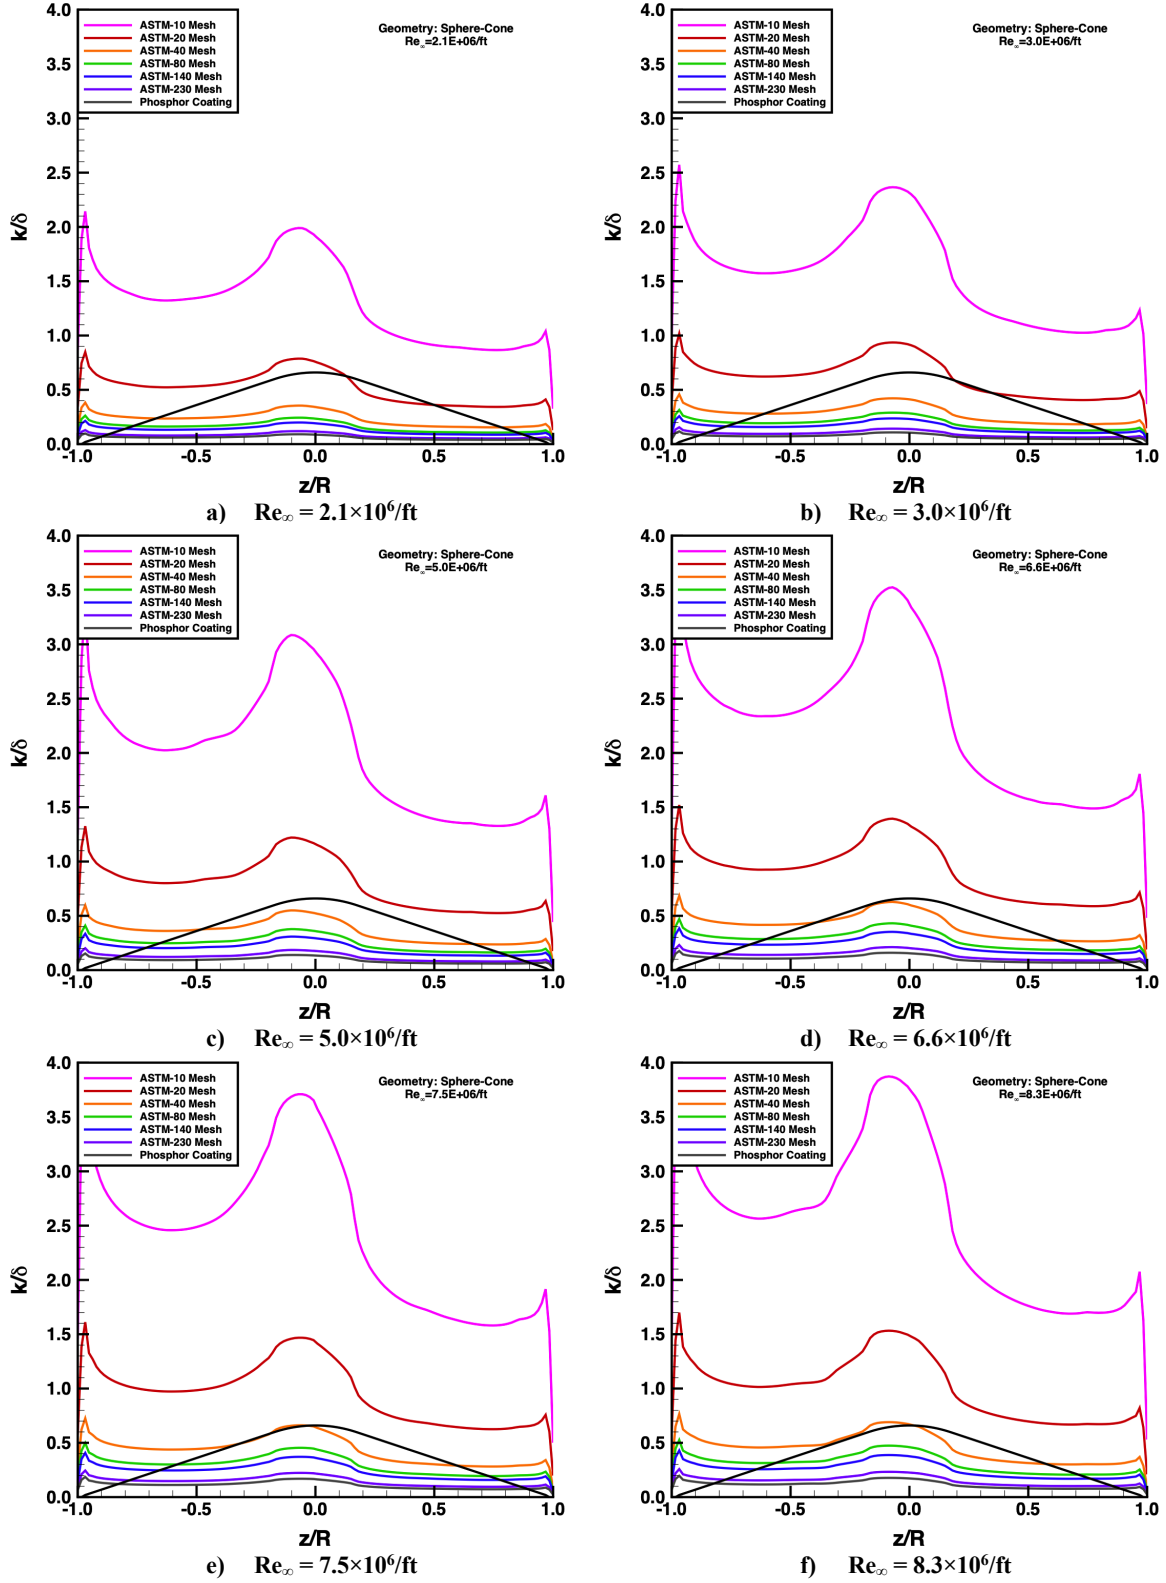 4.0
3.5
3.0
2.5
2.0
1.5
1.0
0.5
0.0
k/δ
ASTM-10 Mesh
ASTM-20 Mesh
ASTM-40 Mesh
ASTM-80 Mesh
ASTM-140 Mesh
ASTM-230 Mesh
Phosphor Coating
Geometry: Sphere-Cone
Re∞=2.1E+06/ft
-1.0 -0.5 0.0 0.5 1.0
z/R
a) Re∞ = 2.1×10⁶/ft
4.0
3.5
3.0
2.5
2.0
1.5
1.0
0.5
0.0
k/δ
ASTM-10 Mesh
ASTM-20 Mesh
ASTM-40 Mesh
ASTM-80 Mesh
ASTM-140 Mesh
ASTM-230 Mesh
Phosphor Coating
Geometry: Sphere-Cone
Re∞=3.0E+06/ft
-1.0 -0.5 0.0 0.5 1.0
z/R
b) Re∞ = 3.0×10⁶/ft
4.0
3.5
3.0
2.5
2.0
1.5
1.0
0.5
0.0
k/δ
ASTM-10 Mesh
ASTM-20 Mesh
ASTM-40 Mesh
ASTM-80 Mesh
ASTM-140 Mesh
ASTM-230 Mesh
Phosphor Coating
Geometry: Sphere-Cone
Re∞=5.0E+06/ft
-1.0 -0.5 0.0 0.5 1.0
z/R
c) Re∞ = 5.0×10⁶/ft
4.0
3.5
3.0
2.5
2.0
1.5
1.0
0.5
0.0
k/δ
ASTM-10 Mesh
ASTM-20 Mesh
ASTM-40 Mesh
ASTM-80 Mesh
ASTM-140 Mesh
ASTM-230 Mesh
Phosphor Coating
Geometry: Sphere-Cone
Re∞=6.6E+06/ft
-1.0 -0.5 0.0 0.5 1.0
z/R
d) Re∞ = 6.6×10⁶/ft
4.0
3.5
3.0
2.5
2.0
1.5
1.0
0.5
0.0
k/δ
ASTM-10 Mesh
ASTM-20 Mesh
ASTM-40 Mesh
ASTM-80 Mesh
ASTM-140 Mesh
ASTM-230 Mesh
Phosphor Coating
Geometry: Sphere-Cone
Re∞=7.5E+06/ft
-1.0 -0.5 0.0 0.5 1.0
z/R
e) Re∞ = 7.5×10⁶/ft
4.0
3.5
3.0
2.5
2.0
1.5
1.0
0.5
0.0
k/δ
ASTM-10 Mesh
ASTM-20 Mesh
ASTM-40 Mesh
ASTM-80 Mesh
ASTM-140 Mesh
ASTM-230 Mesh
Phosphor Coating
Geometry: Sphere-Cone
Re∞=8.3E+06/ft
-1.0 -0.5 0.0 0.5 1.0
z/R
f) Re∞ = 8.3×10⁶/ft